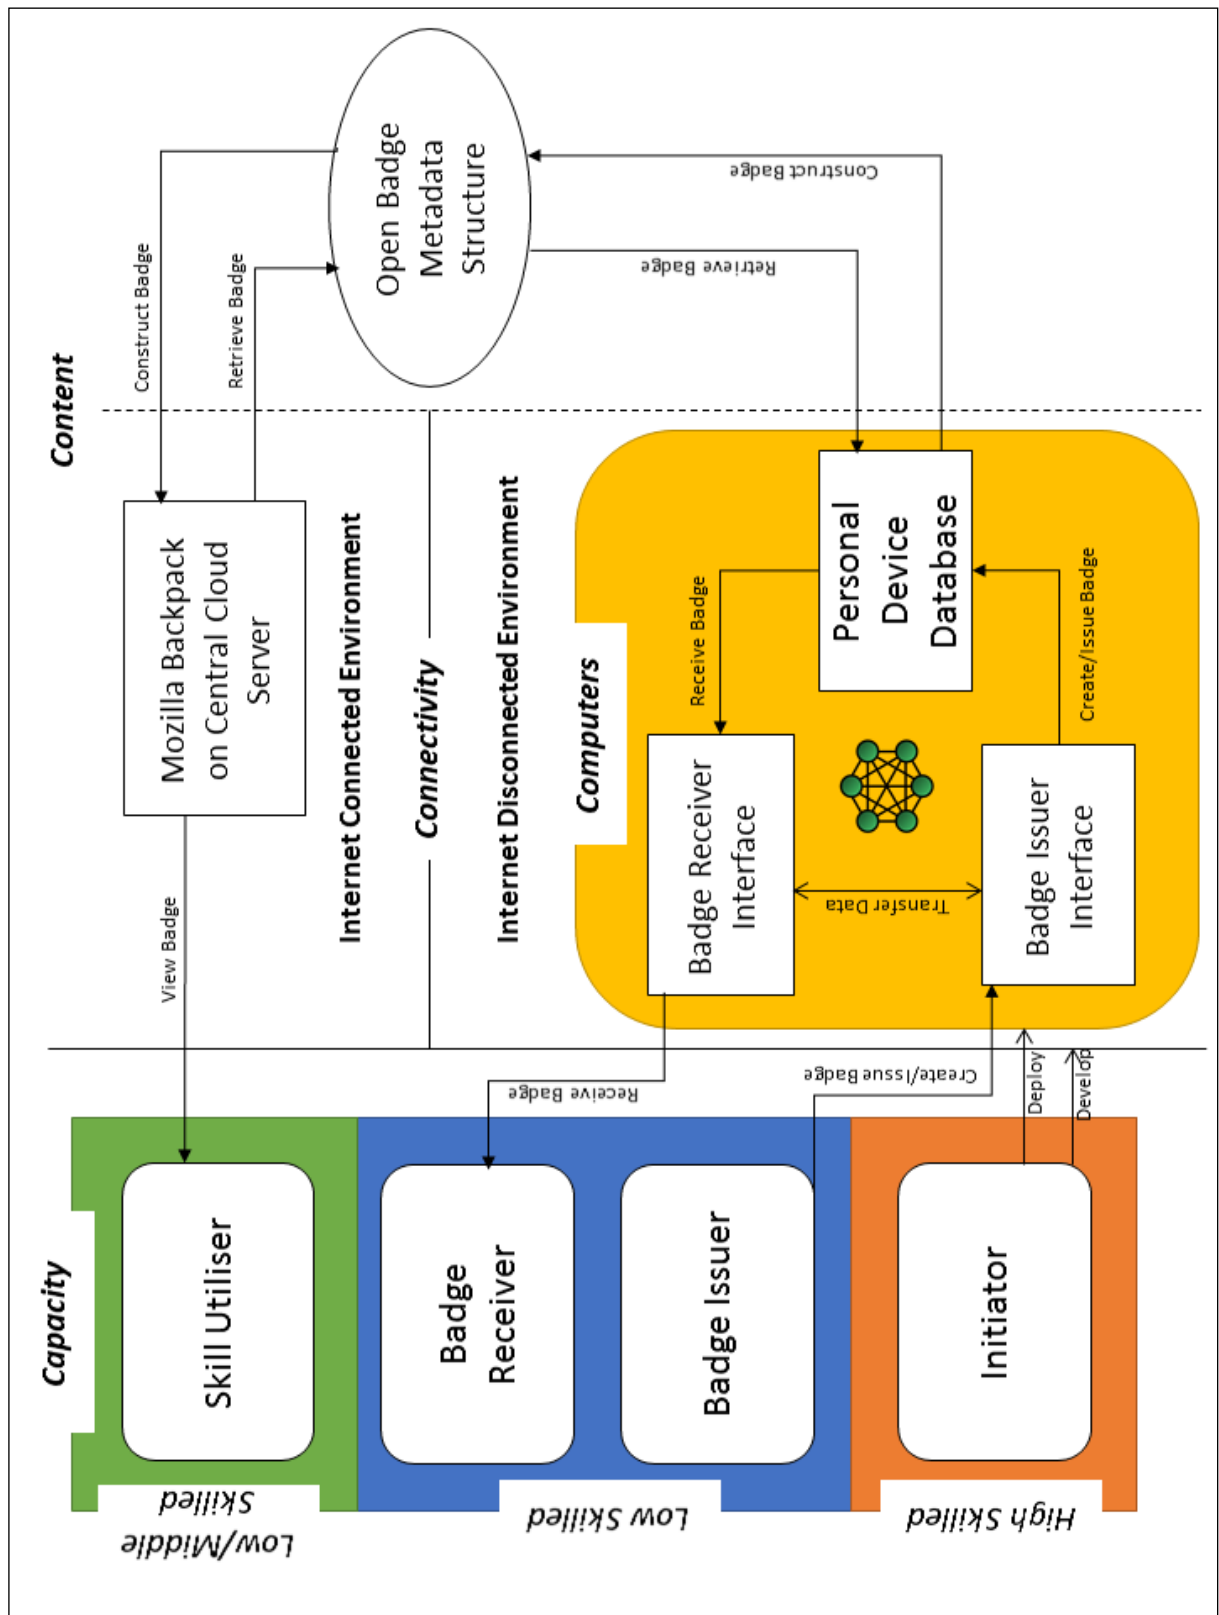 Capacity
Content
Low/Middle
Skilled
Skill Utiliser
View Badge
Mozilla Backpack
on Central Cloud
Server
Construct Badge
Retrieve Badge
Open Badge
Metadata
Structure
Internet Connected Environment
Connectivity
Internet Disconnected Environment
Low Skilled
Badge
Receiver
Receive Badge
Badge Issuer
Create/Issue Badge
Computers
Badge Receiver
Interface
Receive Badge
Transfer Data
Personal
Device
Database
Retrieve Badge
Construct Badge
Badge Issuer
Interface
Create/Issue Badge
High Skilled
Initiator
Deploy
Develop